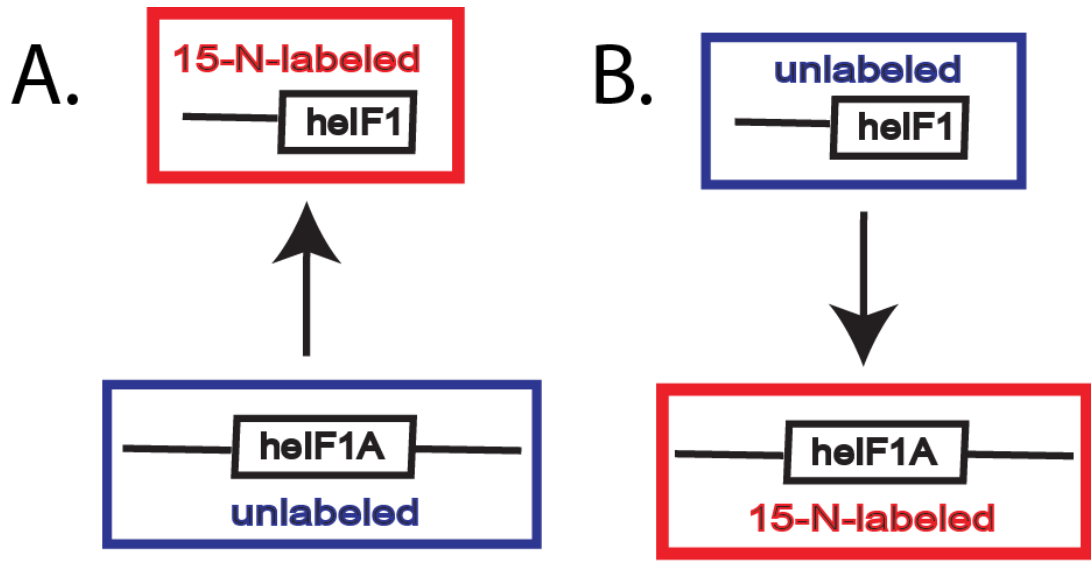 A.
15-N-labeled
heIF1
heIF1A
unlabeled
B.
unlabeled
heIF1
heIF1A
15-N-labeled